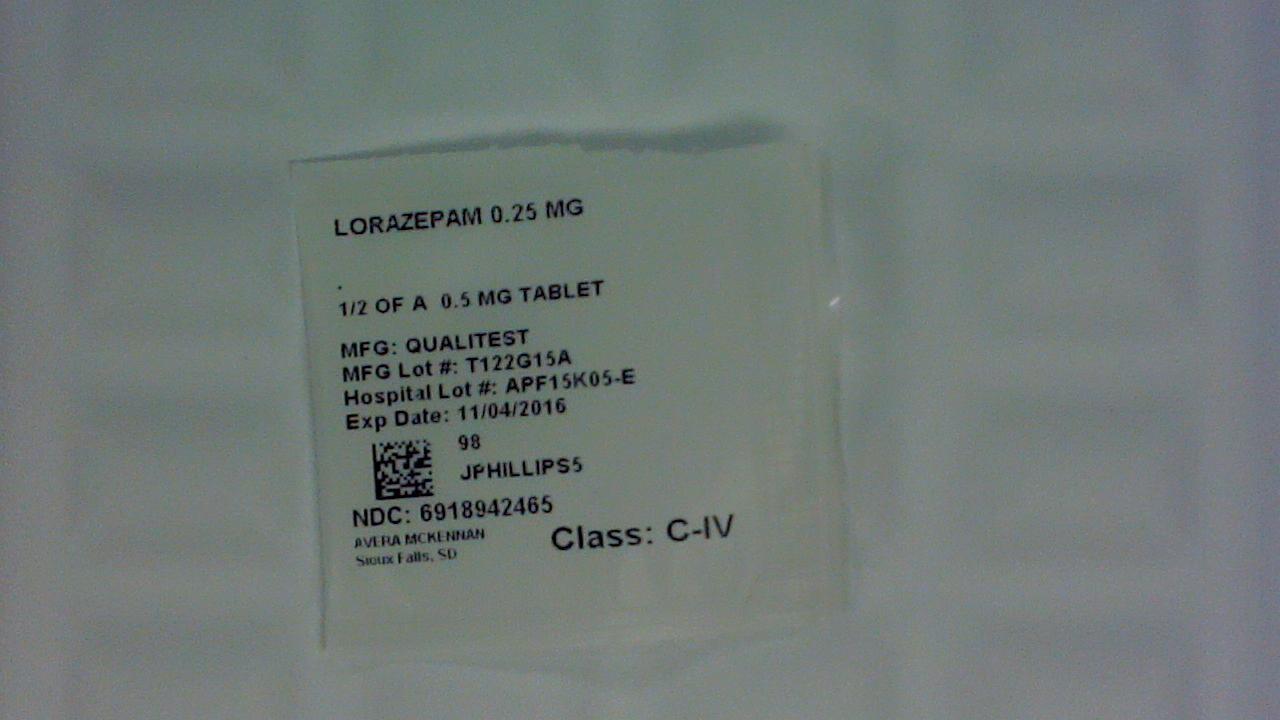 LORAZEPAM 0.25 MG
.
1/2 OF A 0.5 MG TABLET
MFG: QUALITEST
MFG Lot #: T122G15A
Hospital Lot #: APF15K05-E
Exp Date: 11/04/2016
98
JPHILLIPS5
NDC: 6918942465
AVERA MCKENNAN
Sioux Falls, SD
Class: C-IV